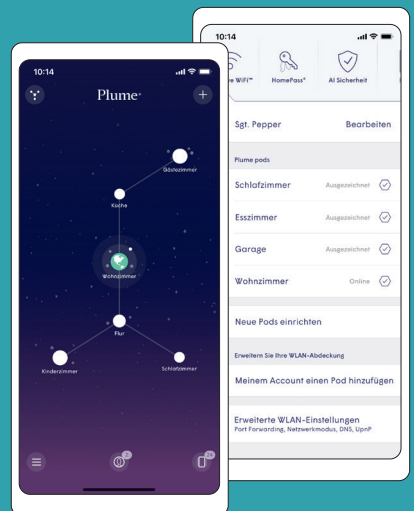 10:14
Plume
Gästezimmer
Küche
Wohnzimmer
Flur
Kinderzimmer
Schlafzimmer
10:14
WiFi™
HomePass®
AI Sicherheit
Sgt. Pepper Bearbeiten
Plume pods
Schlafzimmer Ausgezeichnet
Esszimmer Ausgezeichnet
Garage Ausgezeichnet
Wohnzimmer Online
Neue Pods einrichten
Erweitern Sie Ihre WLAN-Abdeckung
Meinem Account einen Pod hinzufügen
Erweiterte WLAN-Einstellungen
Port Forwarding, Netzwerkmodus, DNS, UpnP